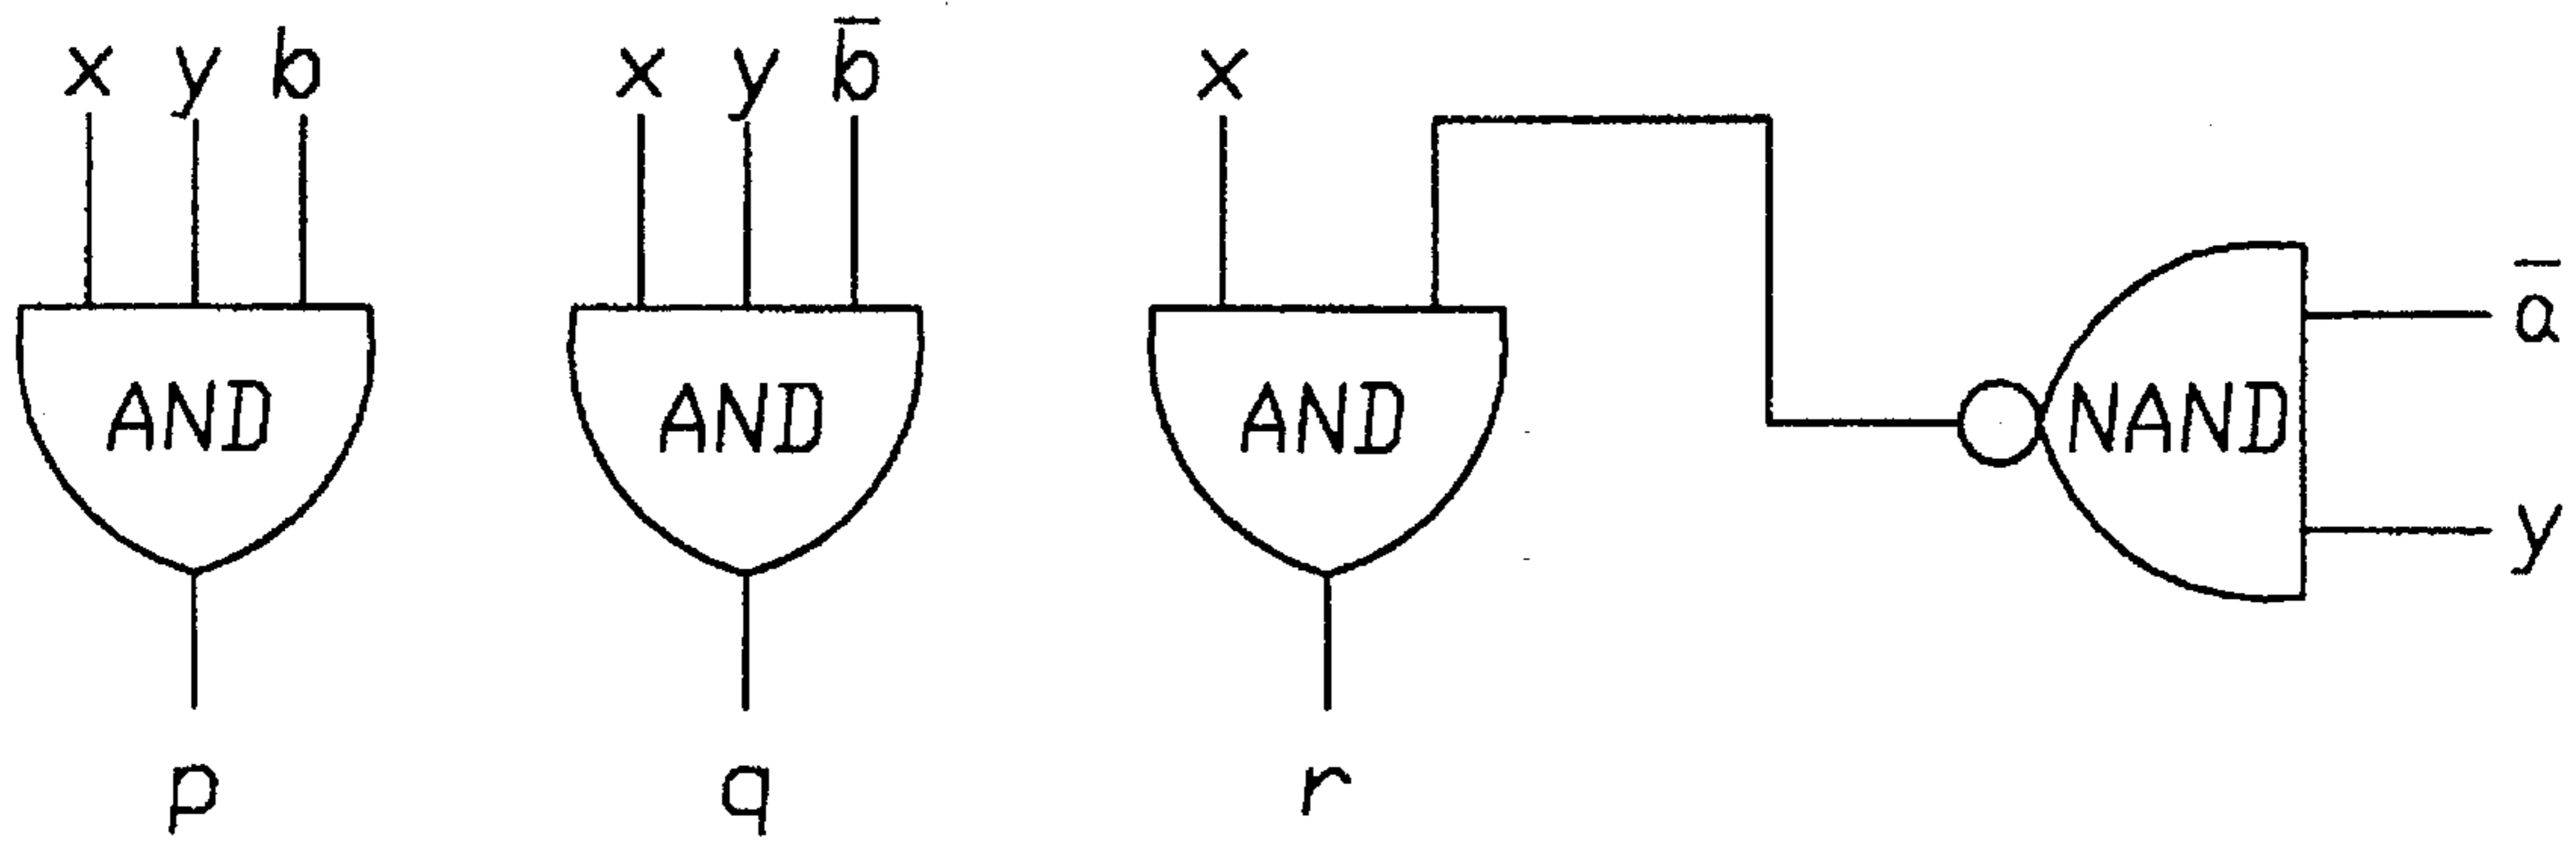 x y b x y b̅ x
AND AND AND NAND a̅
y
p q r